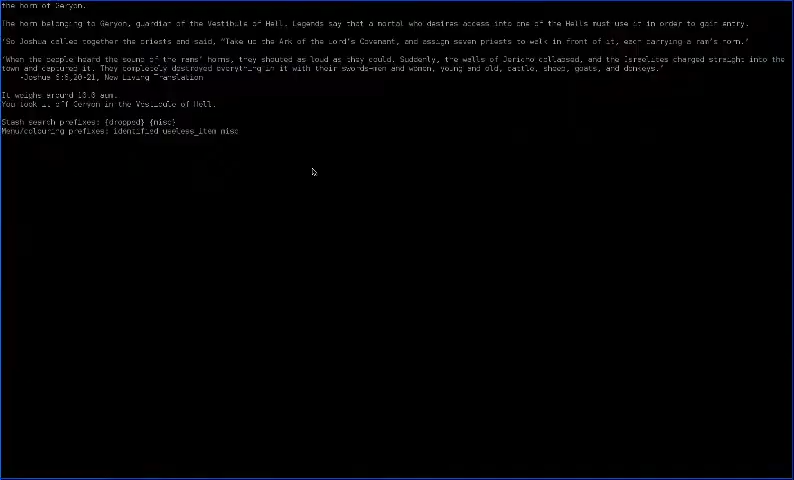 the horn of Geryon.
The horn belonging to Geryon, guardian of the Vestibule of Hell. Legends say that a mortal who desires access into one of the Hells must use it in order to gain entry.
"So Joshua called together the priests and said, "Take up the Ark of the Lord's Covenant, and assign seven priests to walk in front of it, each carrying a ram's horn."
"When the people heard the sound of the rams' horns, they shouted as loud as they could. Suddenly, the walls of Jericho collapsed, and the Israelites charged straight into the
town and captured it. They completely destroyed everything in it with their swords-men and women, young and old, cattle, sheep, goats, and donkeys."
-Joshua 6:6,20-21, New Living Translation
It weighs around 10.0 aum.
You took it off Geryon in the Vestibule of Hell.
Stash search prefixes: {dropped} {misc}
Menu/colouring prefixes: identified useless_item misc